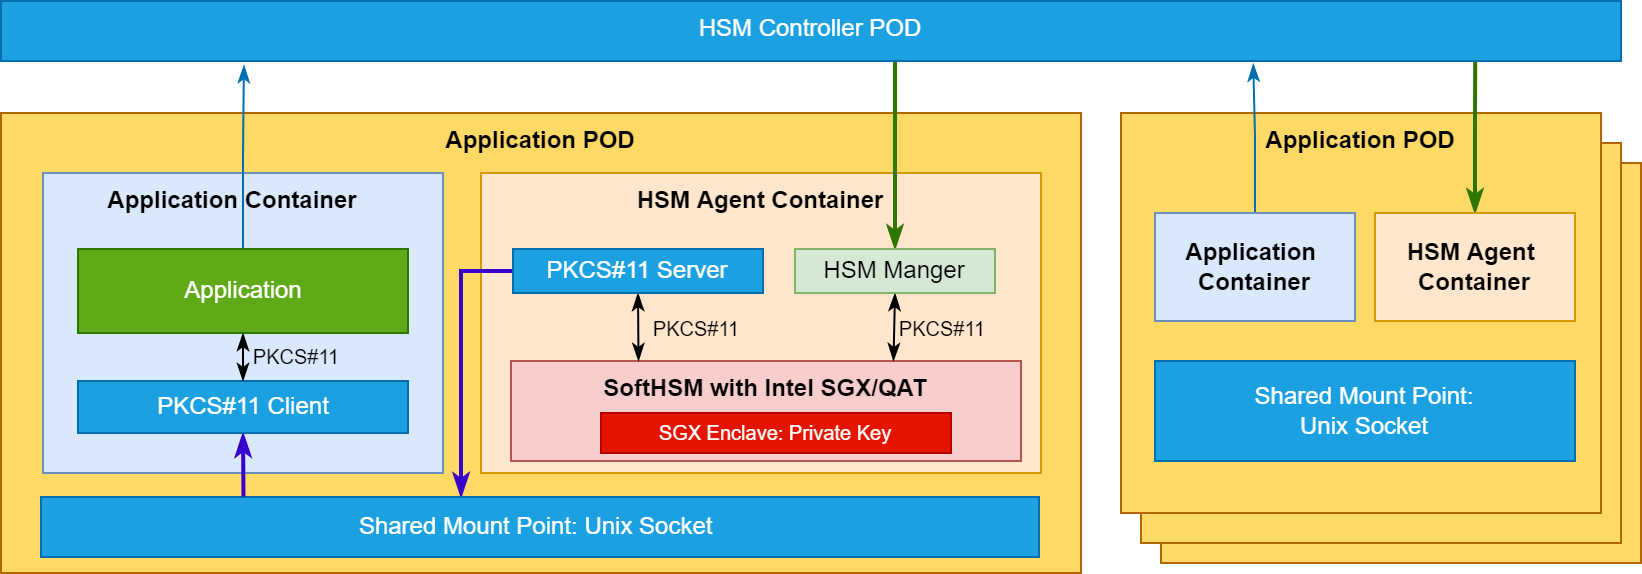 HSM Controller POD
Application POD
Application Container
Application
PKCS#11
PKCS#11 Client
HSM Agent Container
PKCS#11 Server
HSM Manger
PKCS#11
PKCS#11
SoftHSM with Intel SGX/QAT
SGX Enclave: Private Key
Shared Mount Point: Unix Socket
Application POD
Application
Container
HSM Agent
Container
Shared Mount Point:
Unix Socket